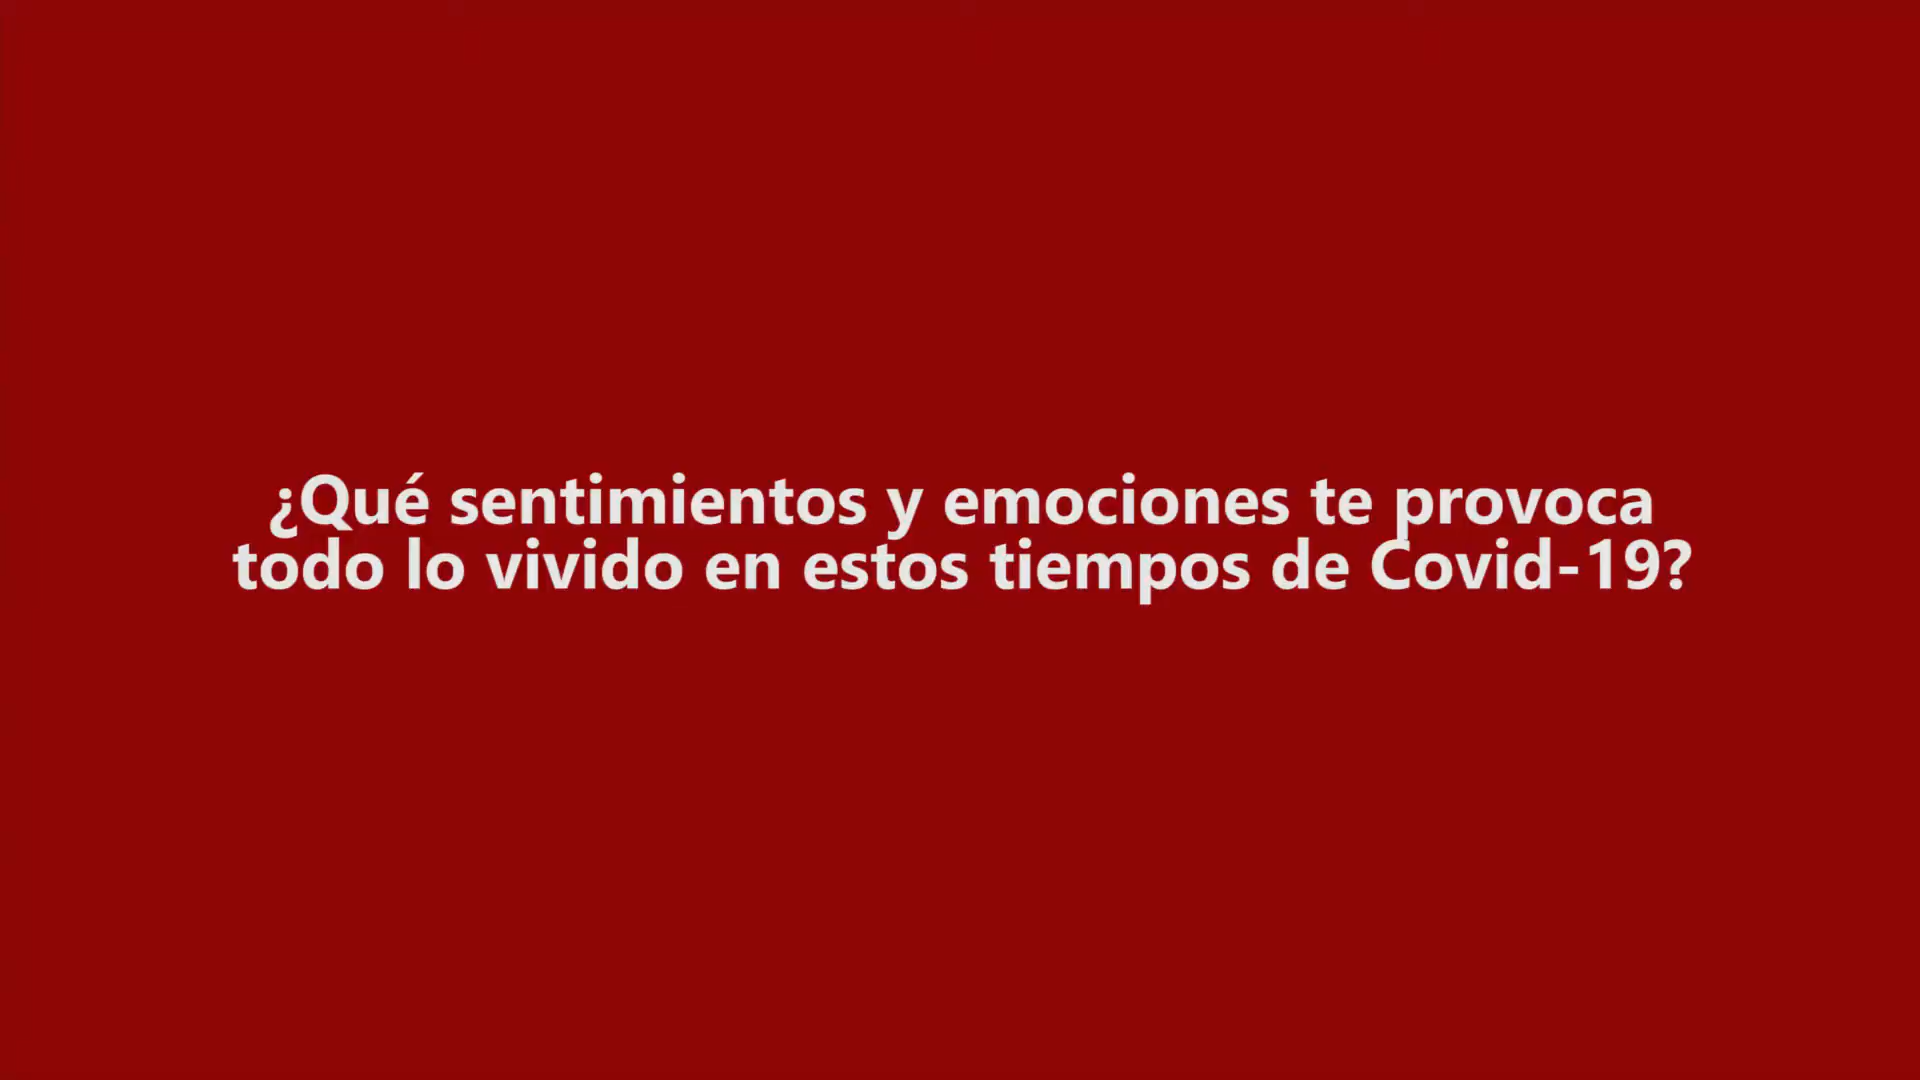 ¿Qué sentimientos y emociones te provoca
todo lo vivido en estos tiempos de Covid-19?